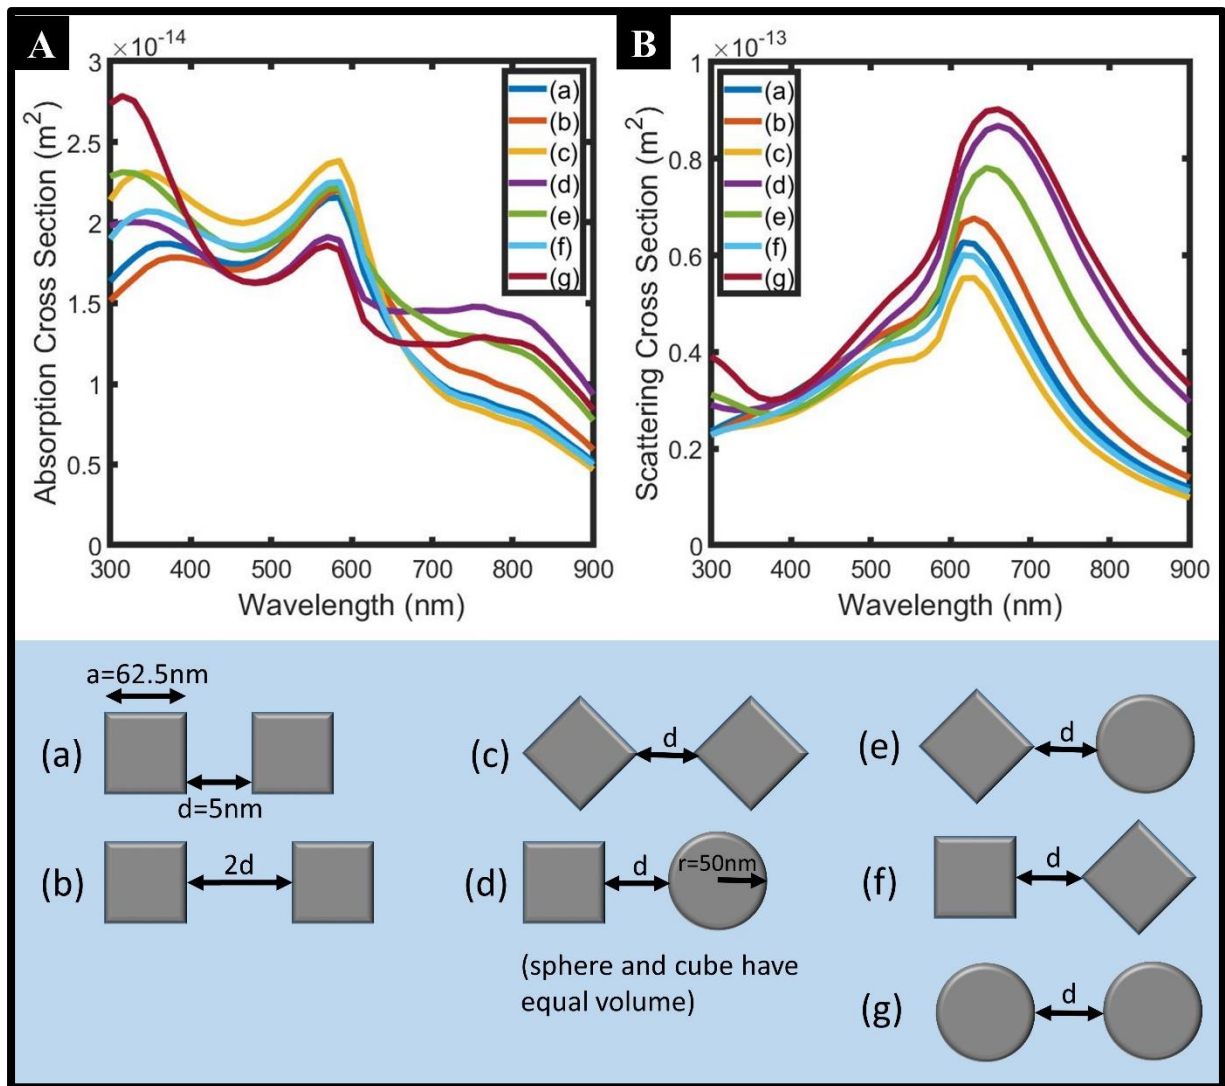 A
×10⁻¹⁴
3
2.5
2
1.5
1
0.5
0
Absorption Cross Section (m²)
300 400 500 600 700 800 900
Wavelength (nm)
(a)
(b)
(c)
(d)
(e)
(f)
(g)
B
×10⁻¹³
1
0.8
0.6
0.4
0.2
0
Scattering Cross Section (m²)
300 400 500 600 700 800 900
Wavelength (nm)
(a)
(b)
(c)
(d)
(e)
(f)
(g)
a=62.5nm
(a)
d=5nm
(b)
2d
(c)
d
(d)
d
r=50nm
(sphere and cube have
equal volume)
(e)
d
(f)
d
(g)
d